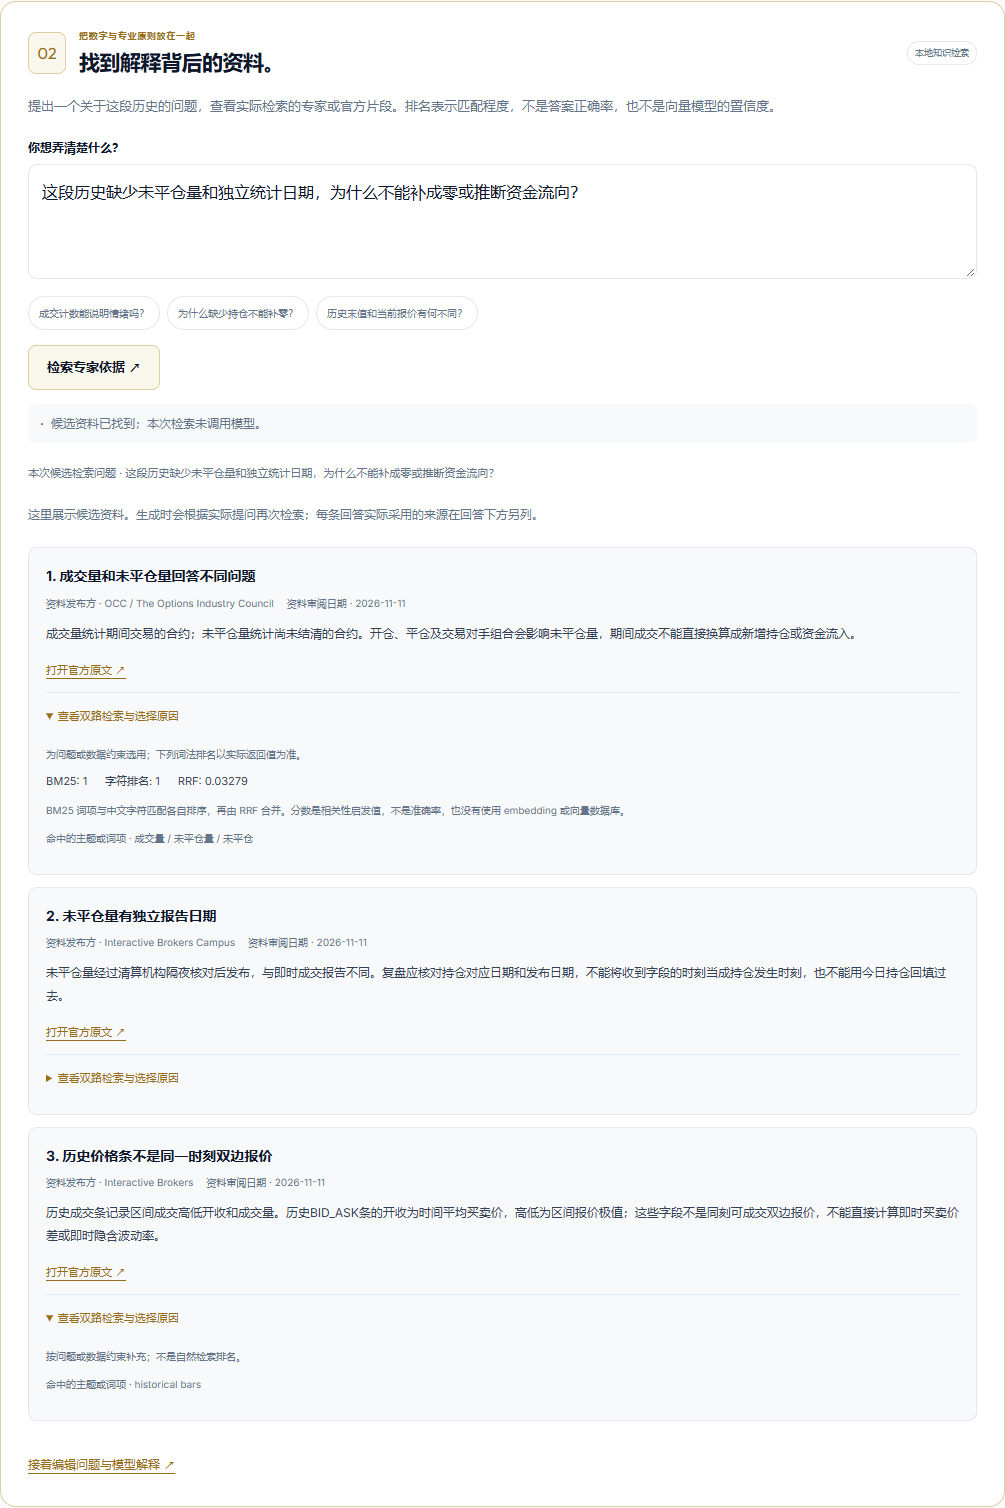 02
把数字与专业原则放在一起
找到解释背后的资料。
本地知识检索
提出一个关于这段历史的问题，查看实际检索的专家或官方片段。排名表示匹配程度，不是答案正确率，也不是向量模型的置信度。
你想弄清楚什么？
这段历史缺少未平仓量和独立统计日期，为什么不能补成零或推断资金流向？
成交计数能说明情绪吗？
为什么缺少持仓不能补零？
历史末值和当前报价有何不同？
检索专家依据 ↗
· 候选资料已找到；本次检索未调用模型。
本次候选检索问题 · 这段历史缺少未平仓量和独立统计日期，为什么不能补成零或推断资金流向？
这里展示候选资料。生成时会根据实际提问再次检索；每条回答实际采用的来源在回答下方另列。
1. 成交量和未平仓量回答不同问题
资料发布方 · OCC / The Options Industry Council 资料审阅日期 · 2026-11-11
成交量统计期间交易的合约；未平仓量统计尚未结清的合约。开仓、平仓及交易对手组合会影响未平仓量，期间成交不能直接换算成新增持仓或资金流入。
打开官方原文 ↗
▼ 查看双路检索与选择原因
为问题或数据约束选用；下列词法排名以实际返回值为准。
BM25: 1 字符排名: 1 RRF: 0.03279
BM25 词项与中文字符匹配各自排序，再由 RRF 合并。分数是相关性启发值，不是准确率，也没有使用 embedding 或向量数据库。
命中的主题或词项 · 成交量 / 未平仓量 / 未平仓
2. 未平仓量有独立报告日期
资料发布方 · Interactive Brokers Campus 资料审阅日期 · 2026-11-11
未平仓量经过清算机构隔夜核对后发布，与即时成交报告不同。复盘应核对持仓对应日期和发布日期，不能将收到字段的时刻当成持仓发生时刻，也不能用今日持仓回填过
去。
打开官方原文 ↗
▶ 查看双路检索与选择原因
3. 历史价格条不是同一时刻双边报价
资料发布方 · Interactive Brokers 资料审阅日期 · 2026-11-11
历史成交条记录区间成交高低开收和成交量。历史BID_ASK条的开收为时间平均买卖价，高低为区间报价极值；这些字段不是同刻可成交双边报价，不能直接计算即时买卖价
差或即时隐含波动率。
打开官方原文 ↗
▼ 查看双路检索与选择原因
按问题或数据约束补充；不是自然检索排名。
命中的主题或词项 · historical bars
接着编辑问题与模型解释 ↗